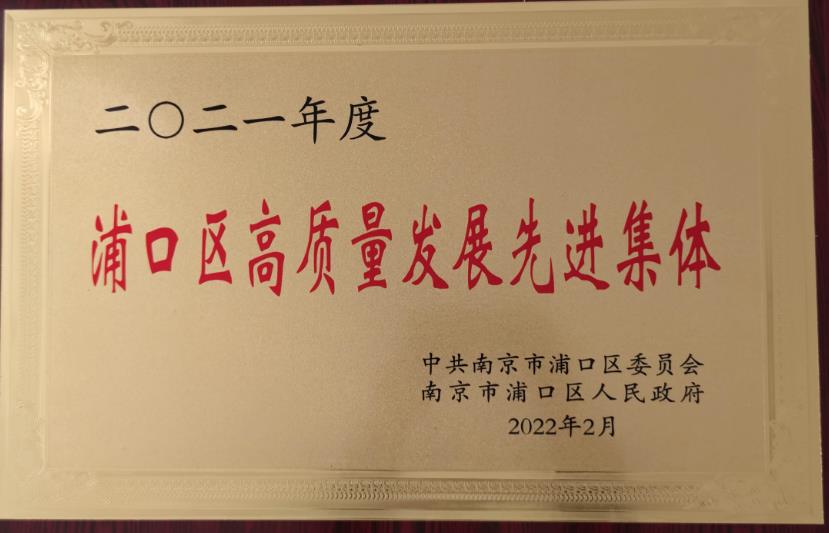 二〇二一年度
浦口区高质量发展先进集体
中共南京市浦口区委员会
南京市浦口区人民政府
2022年2月